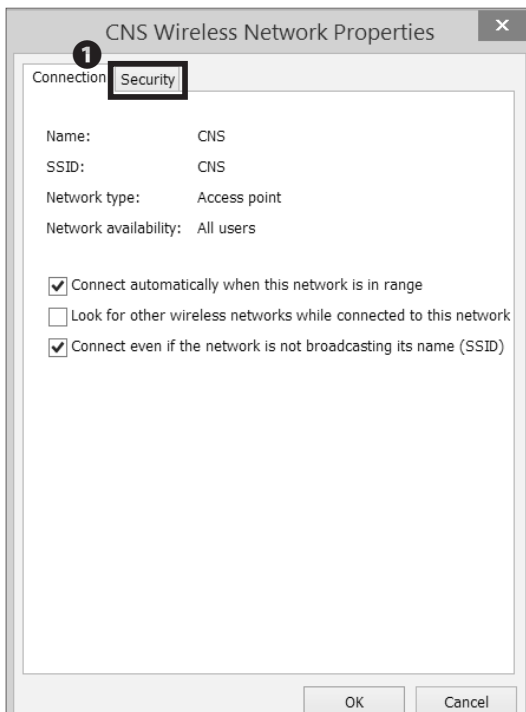 CNS Wireless Network Properties
x
1
Connection Security
Name: CNS
SSID: CNS
Network type: Access point
Network availability: All users
Connect automatically when this network is in range
Look for other wireless networks while connected to this network
Connect even if the network is not broadcasting its name (SSID)
OK Cancel